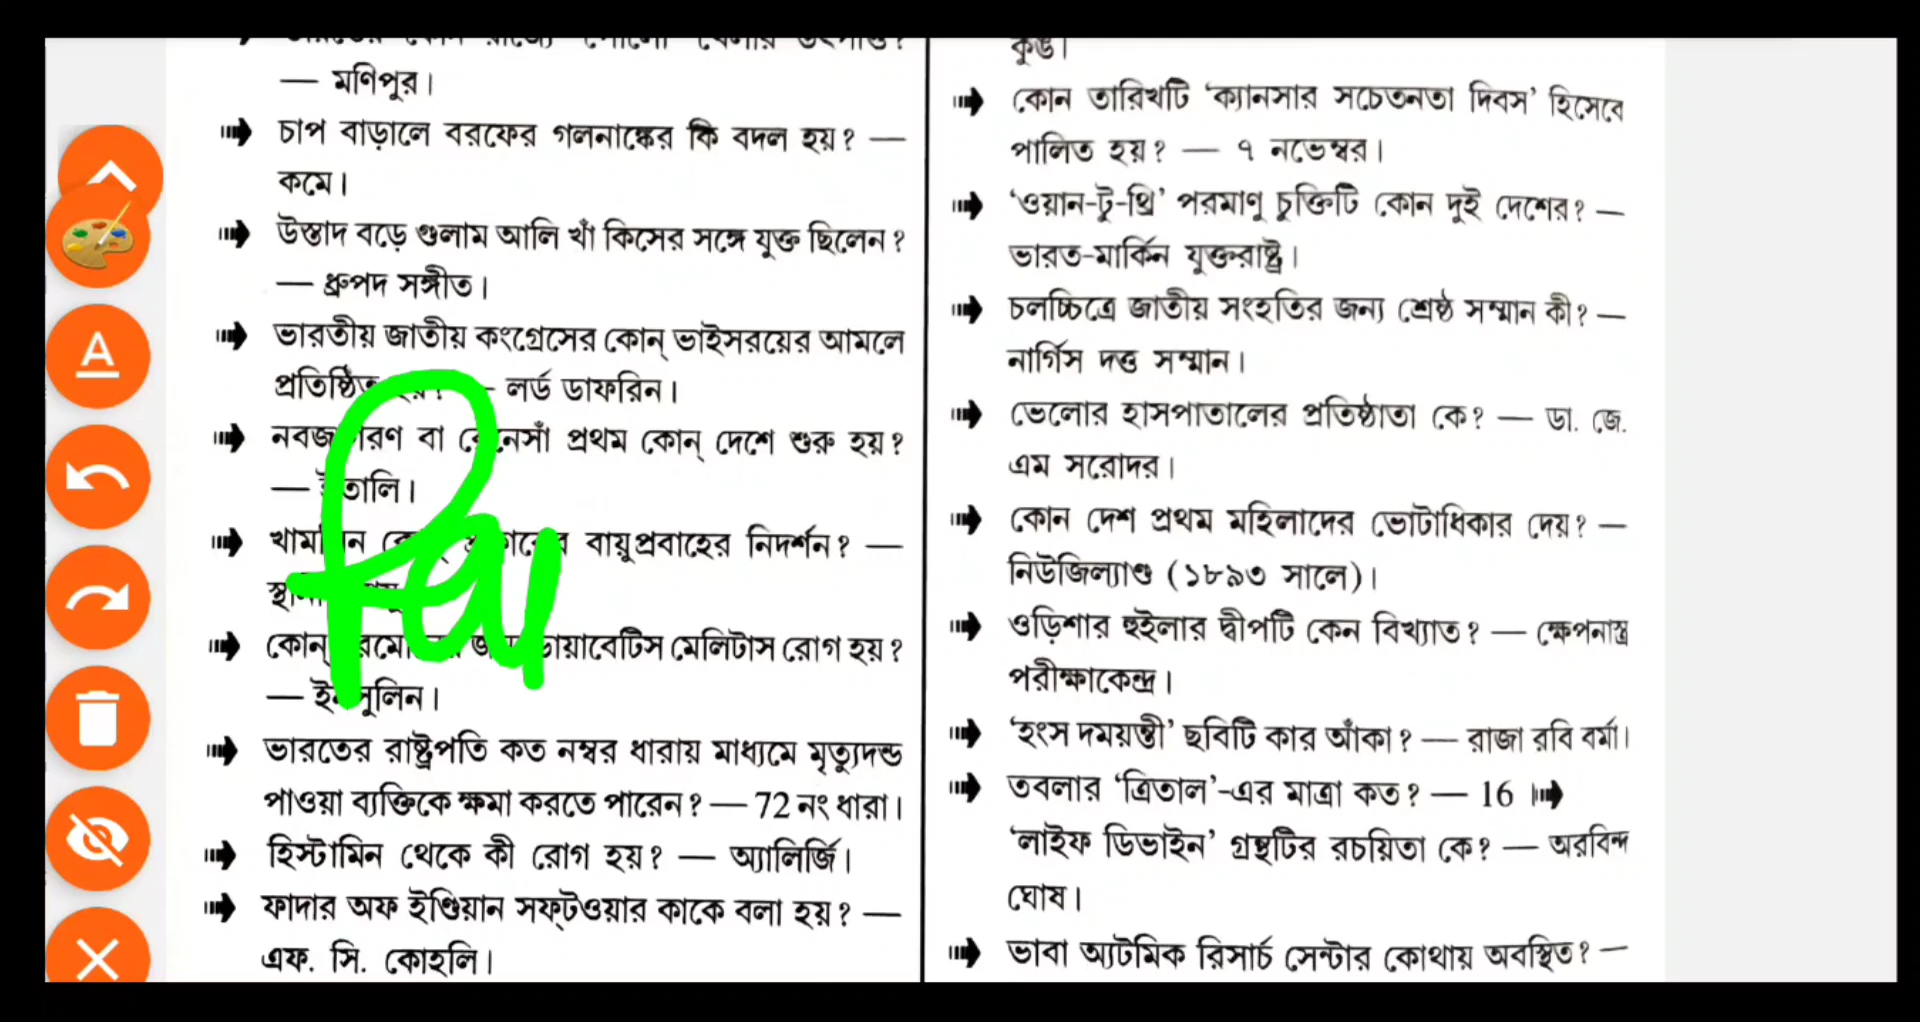 — মণিপুর।
চাপ বাড়ালে বরফের গলনাঙ্কের কি বদল হয়? —
কমে।
উস্তাদ বড়ে গুলাম আলি খাঁ কিসের সঙ্গে যুক্ত ছিলেন?
— ধ্রুপদ সঙ্গীত।
ভারতীয় জাতীয় কংগ্রেসের কোন্ ভাইসরয়ের আমলে
— লর্ড ডাফরিন।
বা প্রথম কোন্ দেশে শুরু হয়?
—
বায়ুপ্রবাহের নিদর্শন? —
কোন্ মেলিটাস রোগ হয়?
—
ভারতের রাষ্ট্রপতি কত নম্বর ধারায় মাধ্যমে মৃত্যুদন্ড
পাওয়া ব্যক্তিকে ক্ষমা করতে পারেন? — 72 নং ধারা।
হিস্টামিন থেকে কী রোগ হয়? — অ্যালির্জি।
ফাদার অফ ইণ্ডিয়ান সফ্টওয়ার কাকে বলা হয়? —
এফ. সি. কোহলি।
কোন তারিখটি ‘ক্যানসার সচেতনতা দিবস’ হিসেবে
পালিত হয়? — ৭ নভেম্বর।
‘ওয়ান-টু-থ্রি’ পরমাণু চুক্তিটি কোন দুই দেশের? —
ভারত-মার্কিন যুক্তরাষ্ট্র।
চলচ্চিত্রে জাতীয় সংহতির জন্য শ্রেষ্ঠ সম্মান কী? —
নার্গিস দত্ত সম্মান।
ভেলোর হাসপাতালের প্রতিষ্ঠাতা কে? — ডা. জে.
এম সরোদর।
কোন দেশ প্রথম মহিলাদের ভোটাধিকার দেয়? —
নিউজিল্যাণ্ড (১৮৯৩ সালে)।
ওড়িশার হুইলার দ্বীপটি কেন বিখ্যাত? — ক্ষেপনাস্ত্র
পরীক্ষাকেন্দ্র।
‘হংস দময়ন্তী’ ছবিটি কার আঁকা? — রাজা রবি বর্মা।
তবলার ‘ত্রিতাল’-এর মাত্রা কত? — 16
‘লাইফ ডিভাইন’ গ্রন্থটির রচয়িতা কে? — অরবিন্দ
ঘোষ।
ভাবা অ্যটমিক রিসার্চ সেন্টার কোথায় অবস্থিত? —